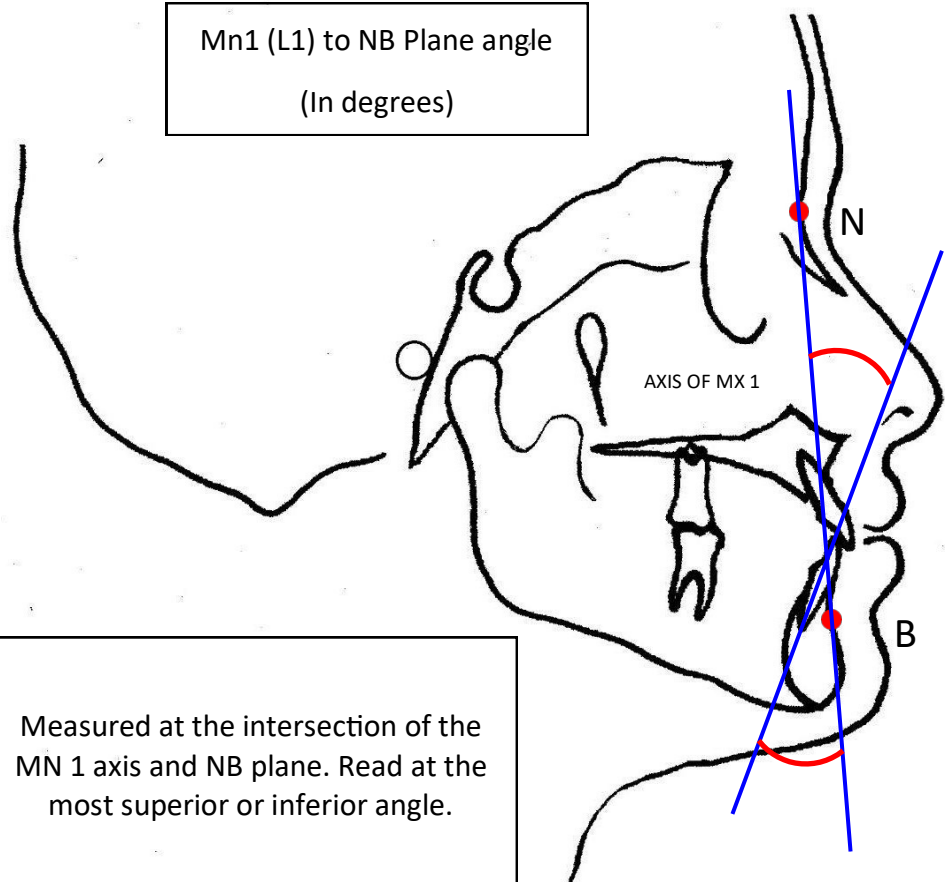 Mn1 (L1) to NB Plane angle
(In degrees)
N
AXIS OF MX 1
B
Measured at the intersection of the
MN 1 axis and NB plane. Read at the
most superior or inferior angle.